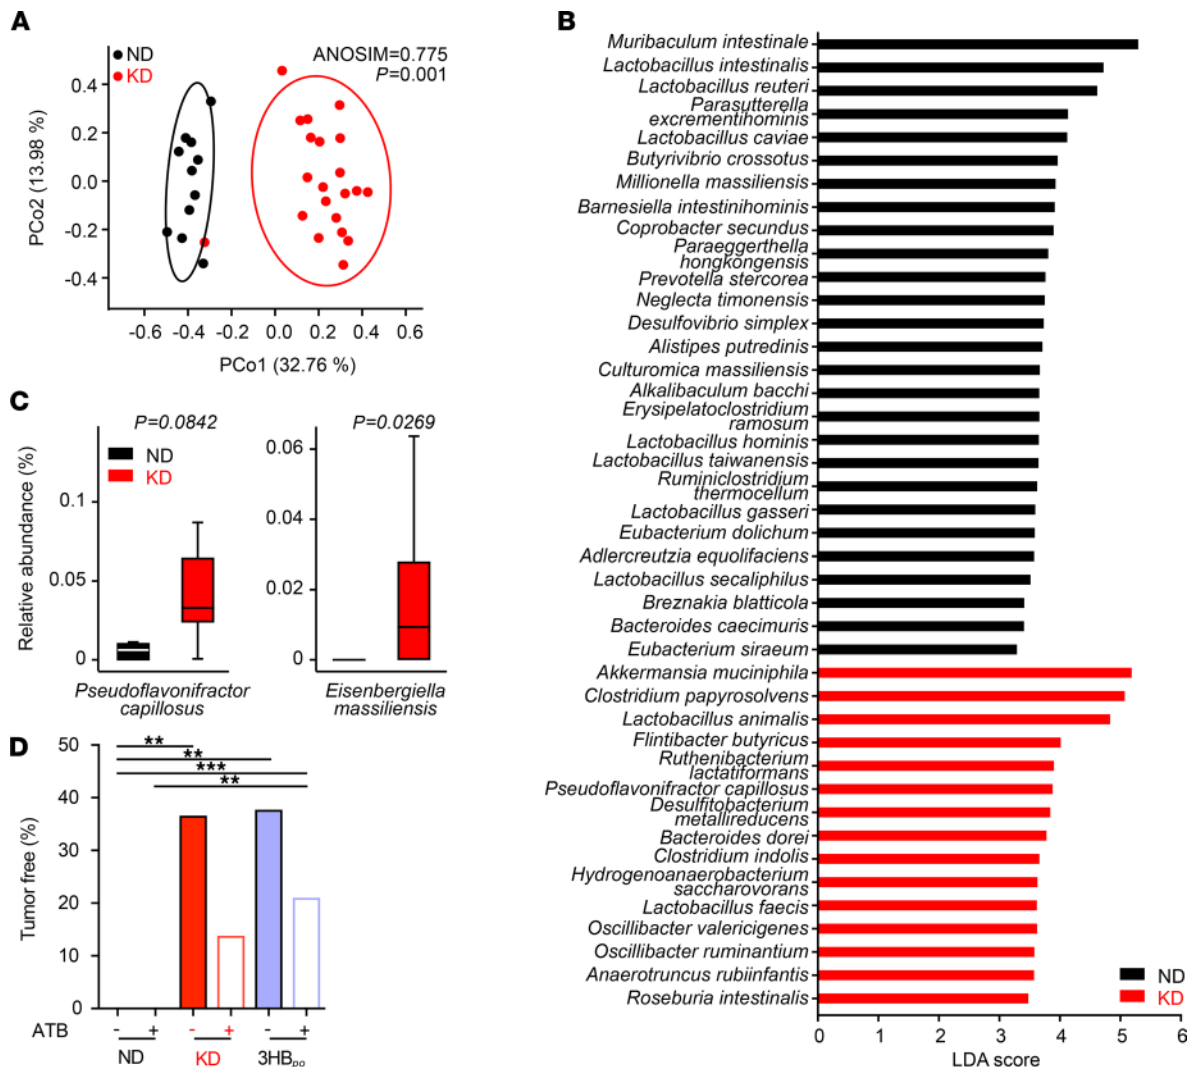 A
ND
KD
ANOSIM=0.775
P=0.001
0.4
0.2
0.0
-0.2
-0.4
PCo2 (13.98 %)
-0.6 -0.4 -0.2 0.0 0.2 0.4 0.6
PCo1 (32.76 %)
B
Muribaculum intestinale
Lactobacillus intestinalis
Lactobacillus reuteri
Parasutterella
excrementihominis
Lactobacillus caviae
Butyrivibrio crossotus
Millionella massiliensis
Barnesiella intestinihominis
Coprobacter secundus
Paraeggerthella
hongkongensis
Prevotella stercorea
Neglecta timonensis
Desulfovibrio simplex
Alistipes putredinis
Culturomica massiliensis
Alkalibaculum bacchi
Erysipelatoclostridium
ramosum
Lactobacillus hominis
Lactobacillus taiwanensis
Ruminiclostridium
thermocellum
Lactobacillus gasseri
Eubacterium dolichum
Adlercreutzia equolifaciens
Lactobacillus secaliphilus
Breznakia blatticola
Bacteroides caecimuris
Eubacterium siraeum
Akkermansia muciniphila
Clostridium papyrosolvens
Lactobacillus animalis
Flintibacter butyricus
Ruthenibacterium
lactatiformans
Pseudoflavonifractor capillosus
Desulfitobacterium
metallireducens
Bacteroides dorei
Clostridium indolis
Hydrogenoanaerobacterium
saccharovorans
Lactobacillus faecis
Oscillibacter valericigenes
Oscillibacter ruminantium
Anaerotruncus rubiinfantis
Roseburia intestinalis
ND
KD
0 1 2 3 4 5 6
LDA score
C
P=0.0842
ND
KD
0.1
0.05
0
Relative abundance (%)
Pseudoflavonifractor
capillosus
P=0.0269
0.06
0.04
0.02
0
Eisenbergiella
massiliensis
D
50
40
30
20
10
0
Tumor free (%)
**
**
***
**
ATB - + - + - +
ND KD 3HBpo